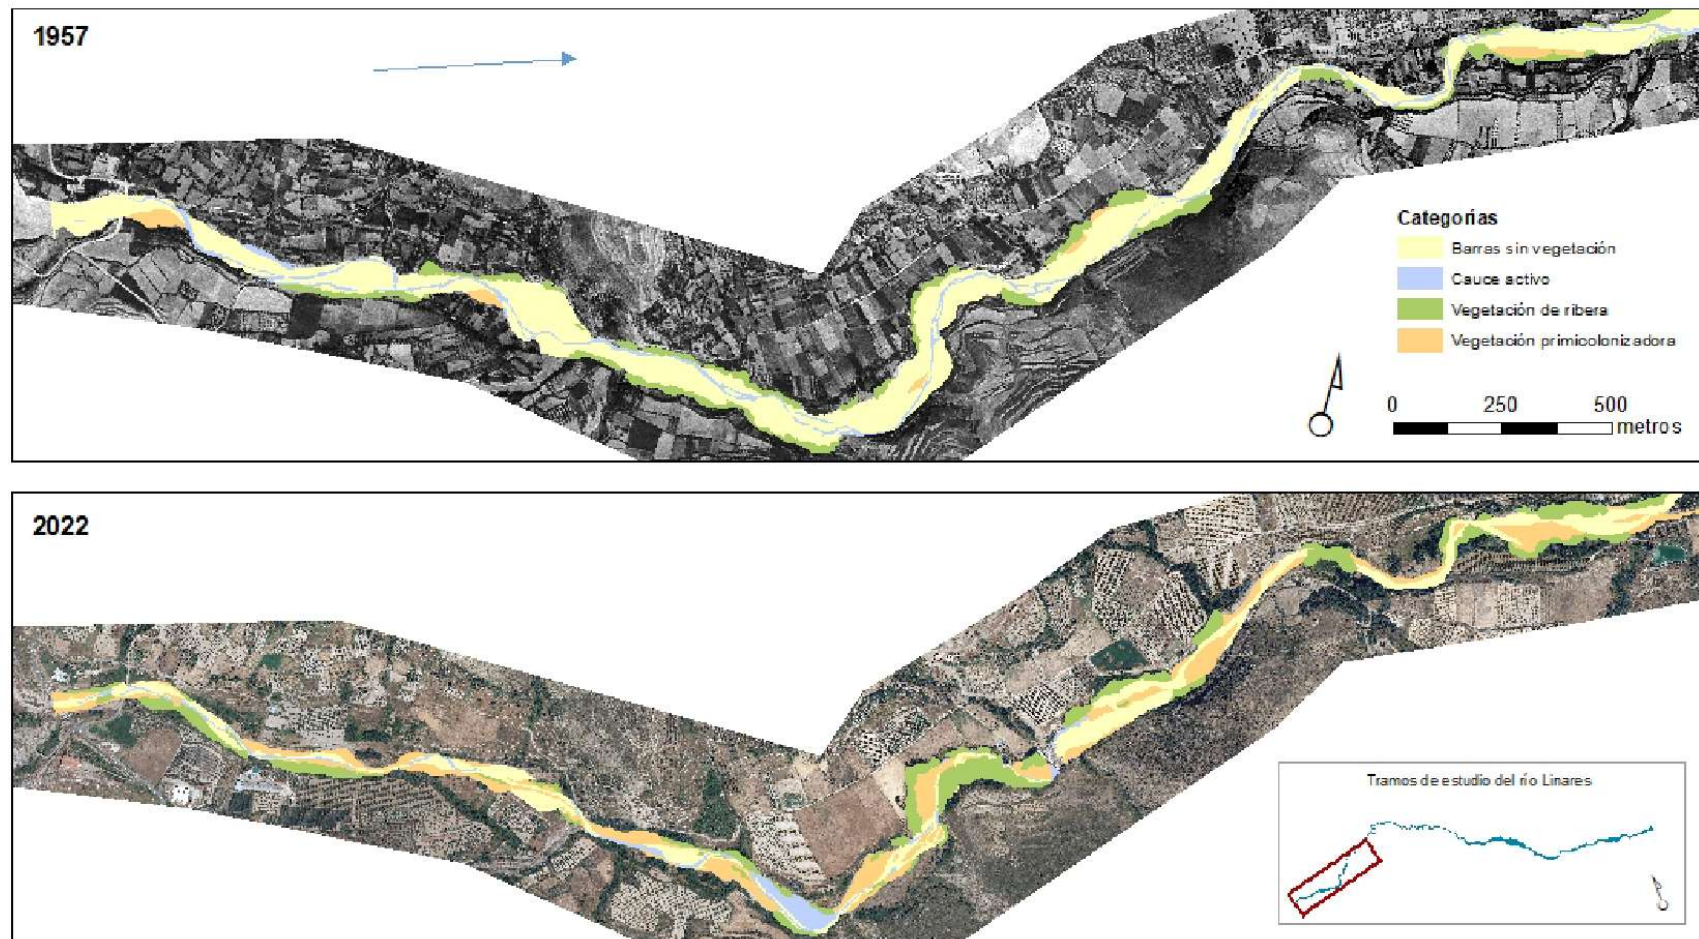 1957
Categorías
Barras sin vegetación
Cauce activo
Vegetación de ribera
Vegetación primicolonizadora
0 250 500
metros
2022
Tramos de estudio del río Linares